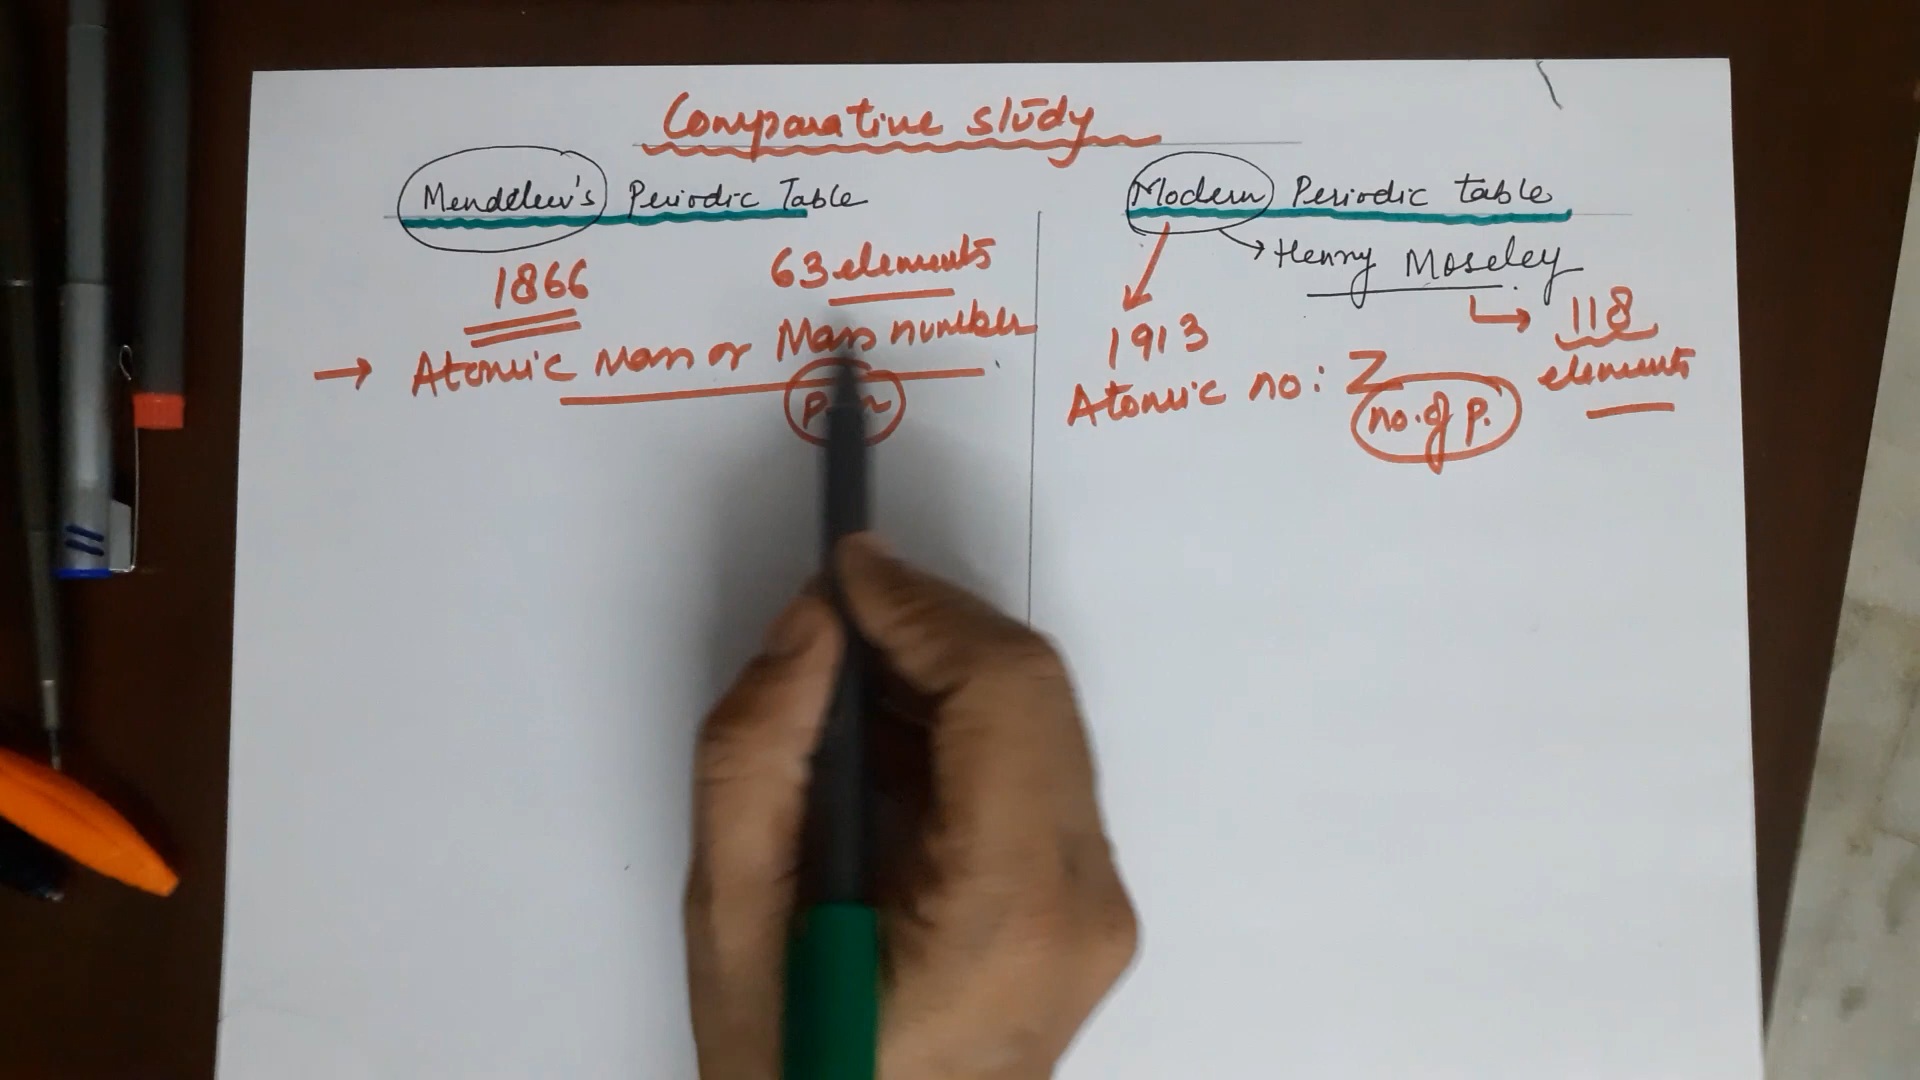 Comparative study
Mendeleev's Periodic Table
1866
63 elements
→ Atomic Mass or Mass number
Modern Periodic table
→ Henry Moseley
1913
118
elements
Atomic no: Z
no. of p.